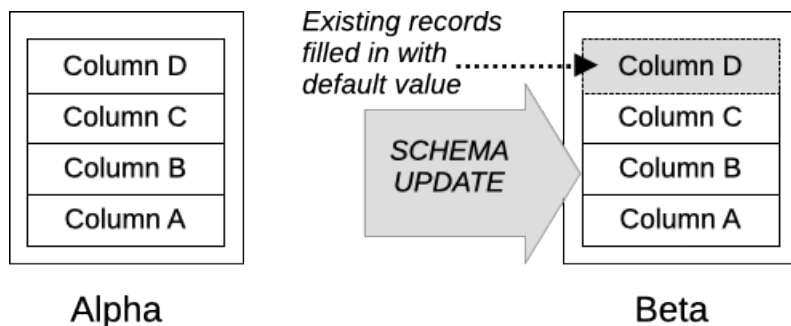 Column D
Column C
Column B
Column A
Alpha
Existing records
filled in with
default value
SCHEMA
UPDATE
Column D
Column C
Column B
Column A
Beta